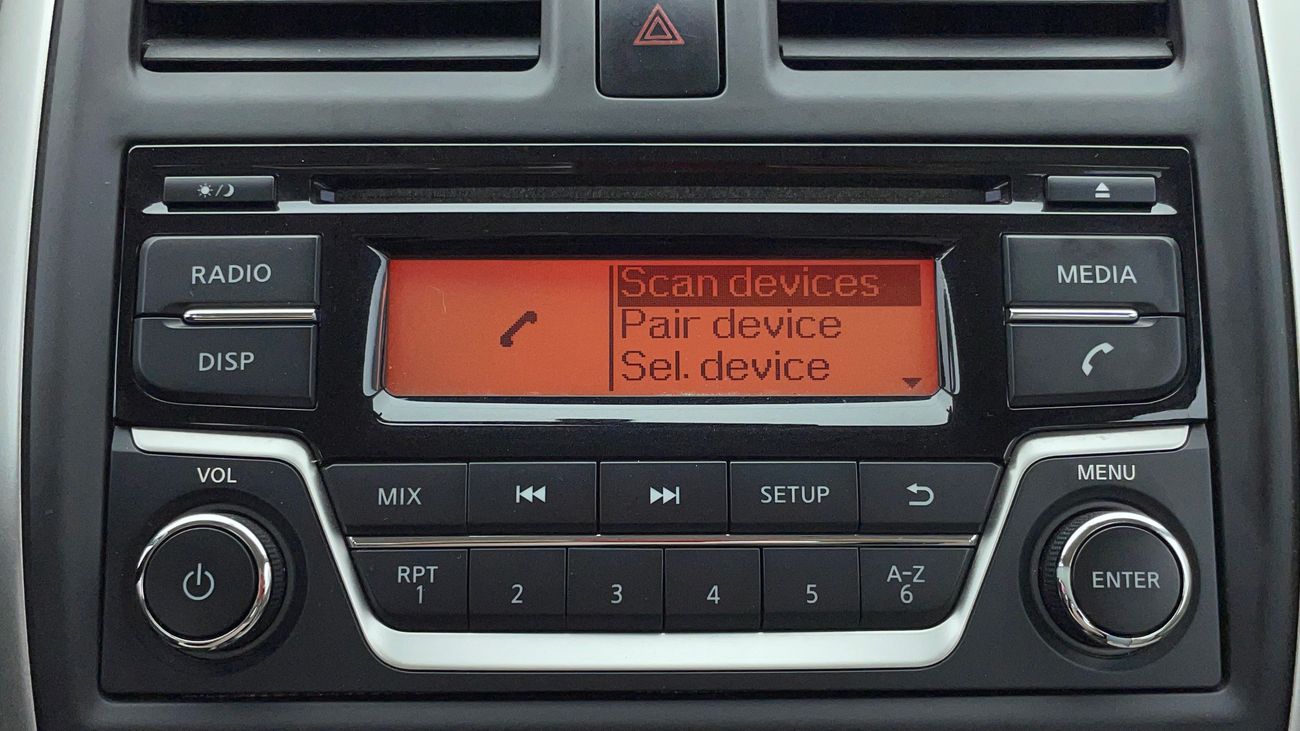 RADIO
DISP
Scan devices
Pair device
Sel. device
MEDIA
VOL
MIX
SETUP
MENU
RPT
1
2
3
4
5
A-Z
6
ENTER